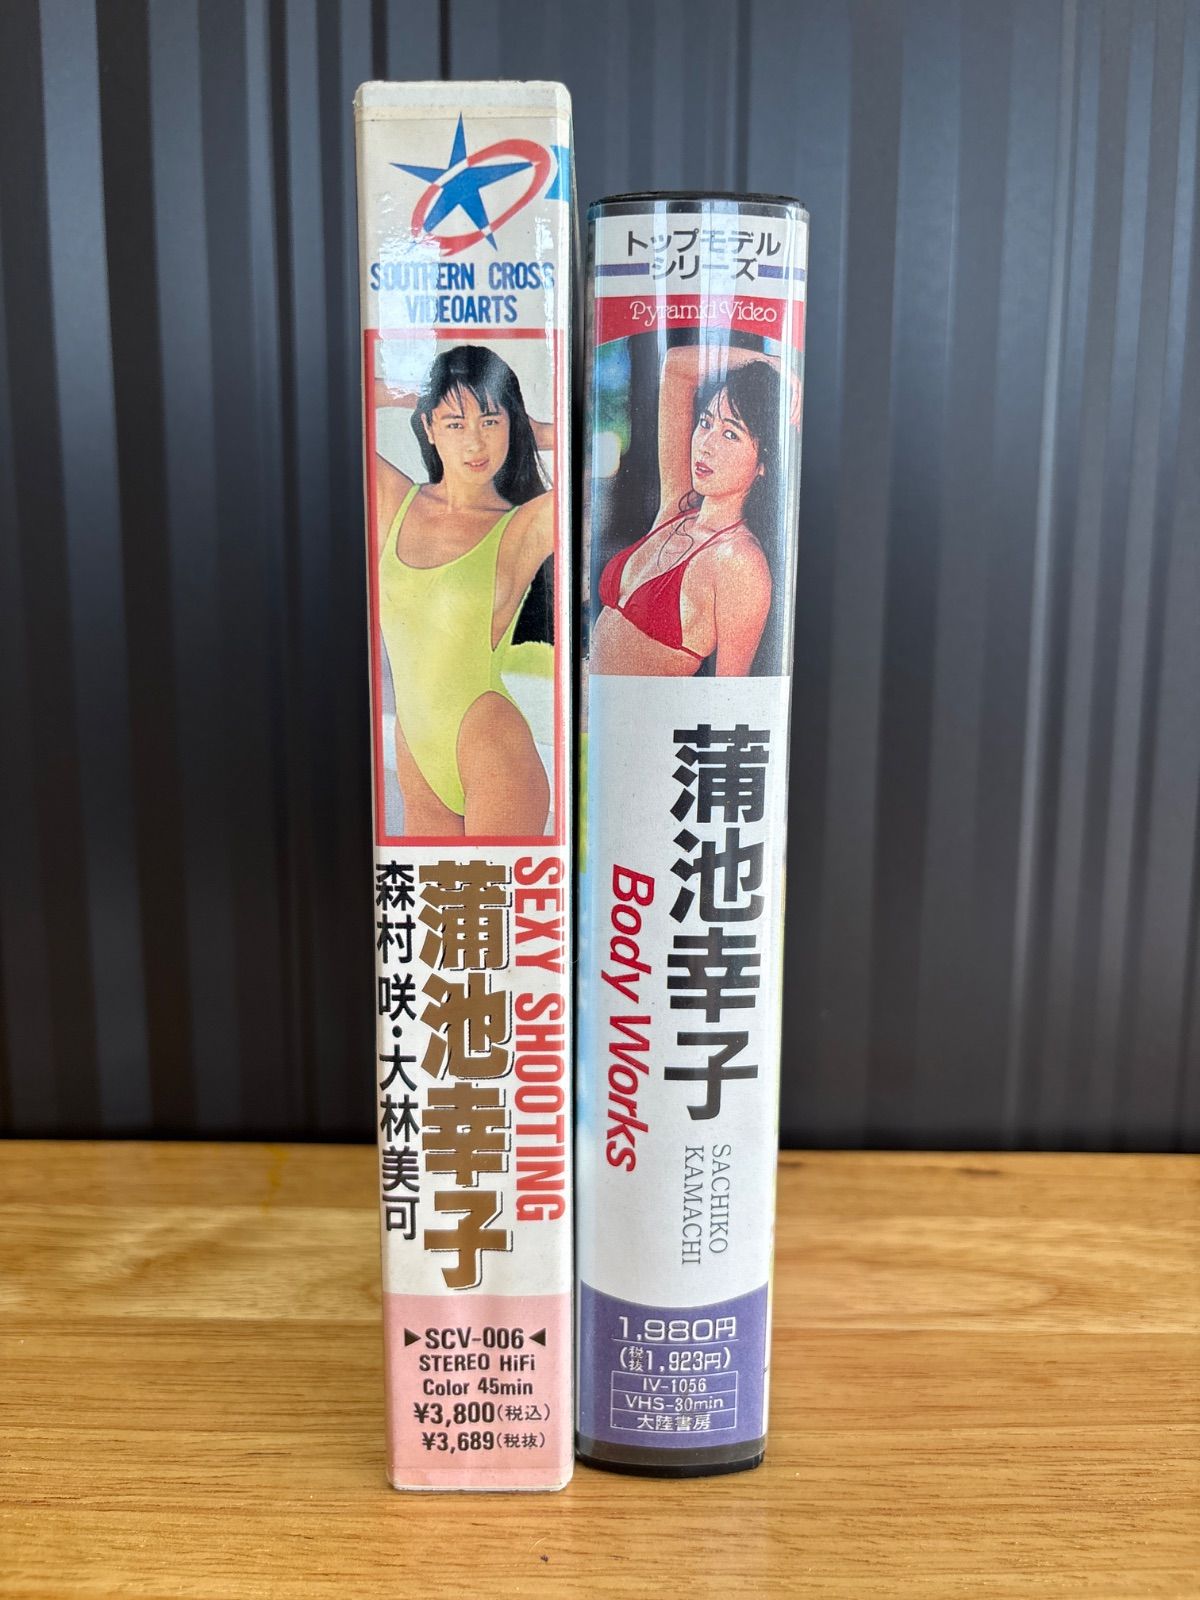 SOUTHERN CROSS
VIDEOARTS
SEXY SHOOTING
蒲池幸子
森村咲・大林美可
▶SCV-006◀
STEREO HiFi
Color 45min
¥3,800(税込)
¥3,689(税抜)
トップモデル
シリーズ
Pyramid Video
蒲池幸子
Body Works
SACHIKO
KAMACHI
1,980円
(税抜1,923円)
IV-1056
VHS-30min
大陸書房